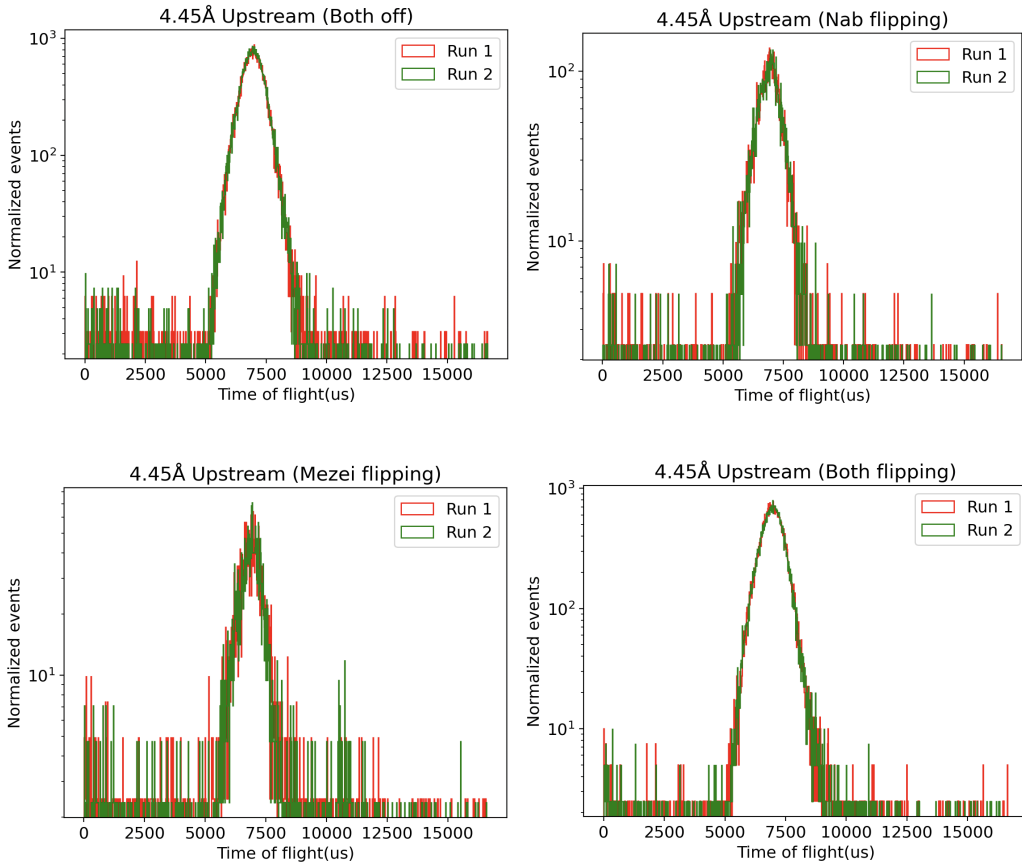 4.45Å Upstream (Both off)
10³
10²
10¹
Normalized events
Run 1
Run 2
0 2500 5000 7500 10000 12500 15000
Time of flight(us)
4.45Å Upstream (Nab flipping)
10²
10¹
Normalized events
Run 1
Run 2
0 2500 5000 7500 10000 12500 15000
Time of flight(us)
4.45Å Upstream (Mezei flipping)
10¹
Normalized events
Run 1
Run 2
0 2500 5000 7500 10000 12500 15000
Time of flight(us)
4.45Å Upstream (Both flipping)
10³
10²
10¹
Normalized events
Run 1
Run 2
0 2500 5000 7500 10000 12500 15000
Time of flight(us)